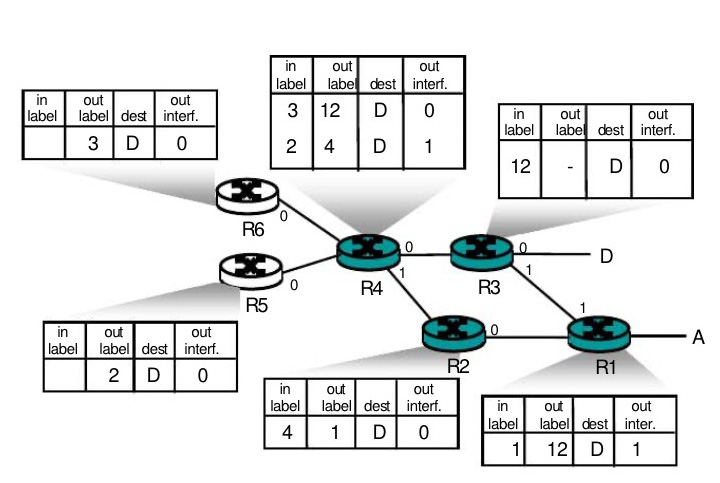 in out out
label label dest interf.
3 D 0
in out out
label label dest interf.
3 12 D 0
2 4 D 1
in out out
label label dest interf.
12 - D 0
R6
0
R5
0
R4
0
1
R3
0
1
D
R2
0
R1
1
A
in out out
label label dest interf.
2 D 0
in out out
label label dest interf.
4 1 D 0
in out out
label label dest inter.
1 12 D 1